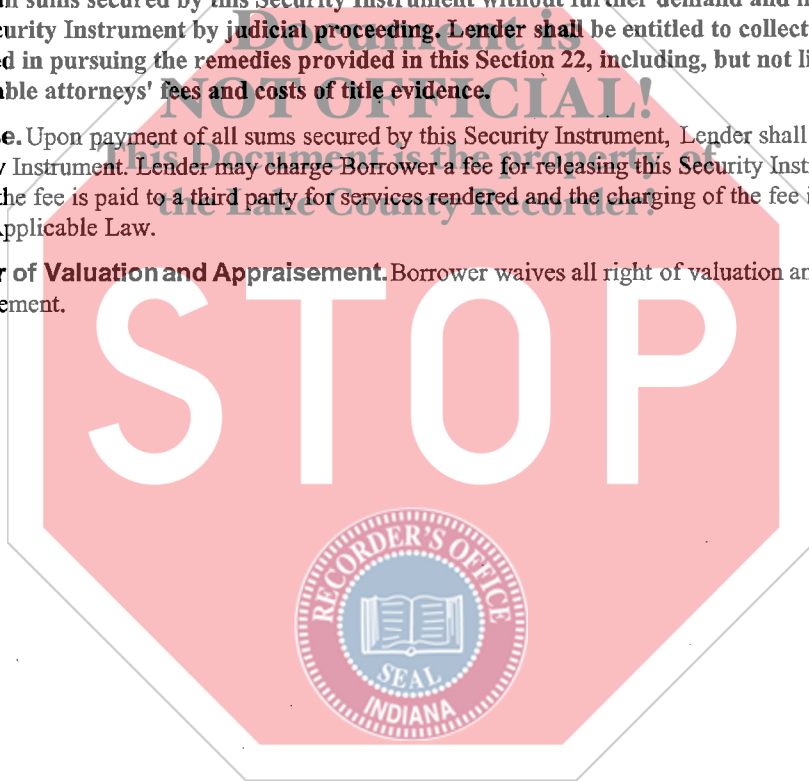 sums secured by this Security Instrument without further demand and
curity Instrument by judicial proceeding. Lender shall be entitled to collect
d in pursuing the remedies provided in this Section 22, including, but not li
ble attorneys' fees and costs of title evidence.
Document is
NOT OFFICIAL!
This Document is the property of
the Lake County Recorder!
e. Upon payment of all sums secured by this Security Instrument, Lender shall
y Instrument. Lender may charge Borrower a fee for releasing this Security Inst
he fee is paid to a third party for services rendered and the charging of the fee i
pplicable Law.
r of Valuation and Appraisement. Borrower waives all right of valuation an
ement.
STOP
RECORDER'S OFFICE
SEAL
INDIANA